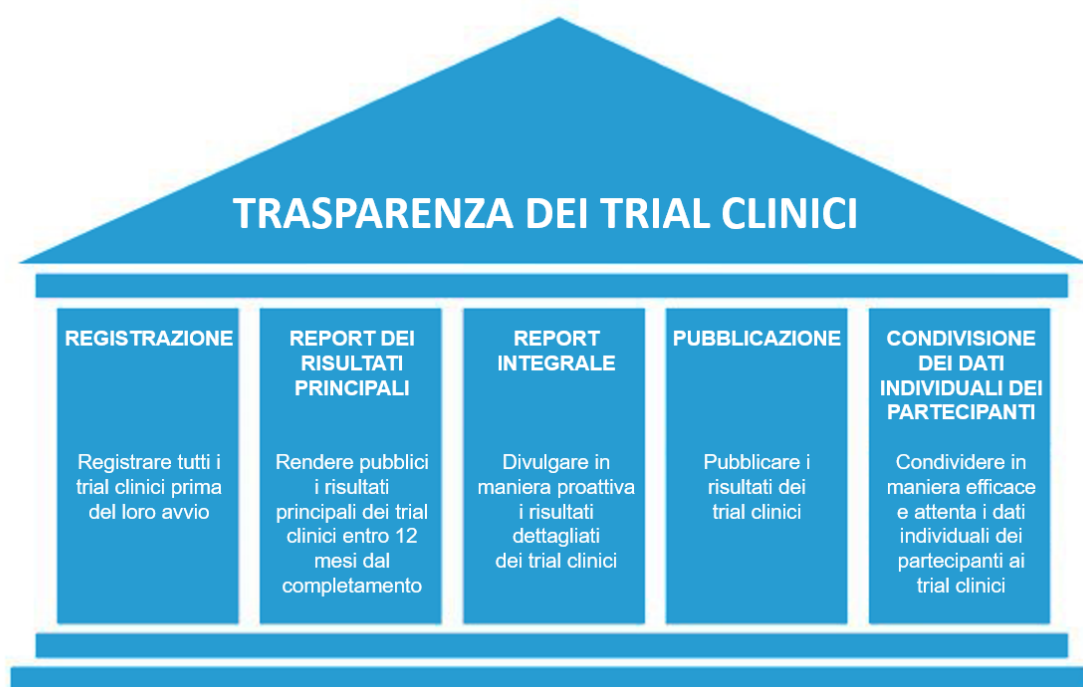 TRASPARENZA DEI TRIAL CLINICI
REGISTRAZIONE
Registrare tutti i
trial clinici prima
del loro avvio
REPORT DEI
RISULTATI
PRINCIPALI
Rendere pubblici
i risultati
principali dei trial
clinici entro 12
mesi dal
completamento
REPORT
INTEGRALE
Divulgare in
maniera proattiva
i risultati
dettagliati
dei trial clinici
PUBBLICAZIONE
Pubblicare i
risultati dei
trial clinici
CONDIVISIONE
DEI DATI
INDIVIDUALI DEI
PARTECIPANTI
Condividere in
maniera efficace
e attenta i dati
individuali dei
partecipanti ai
trial clinici